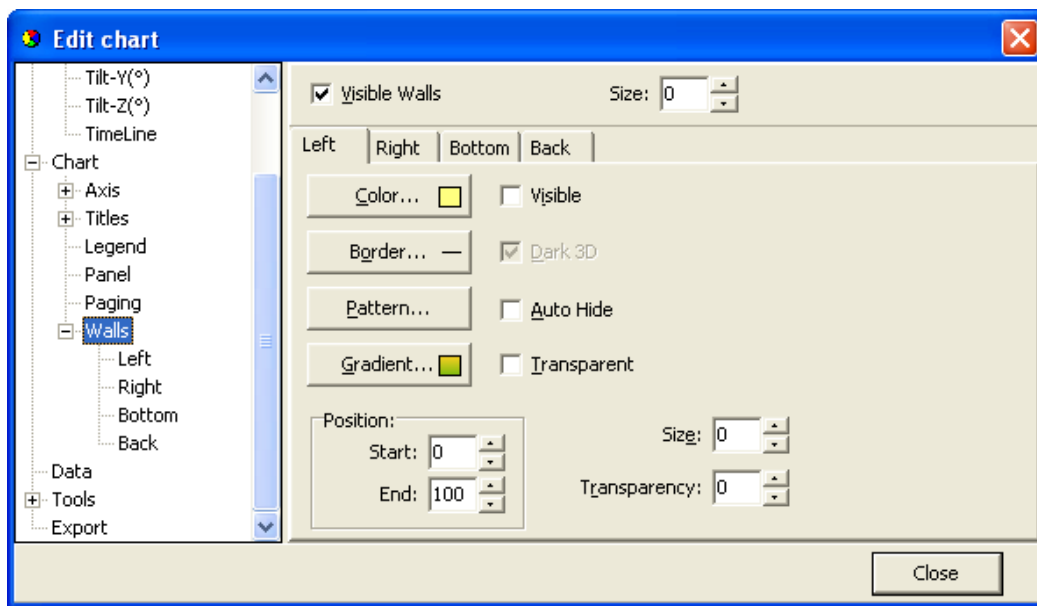 Edit chart
Tilt-Y(°)
Tilt-Z(°)
TimeLine
Chart
Axis
Titles
Legend
Panel
Paging
Walls
Left
Right
Bottom
Back
Data
Tools
Export
Visible Walls
Size: 0
Left Right Bottom Back
Color... Visible
Border... Dark 3D
Pattern... Auto Hide
Gradient... Transparent
Position:
Start: 0
End: 100
Size: 0
Transparency: 0
Close